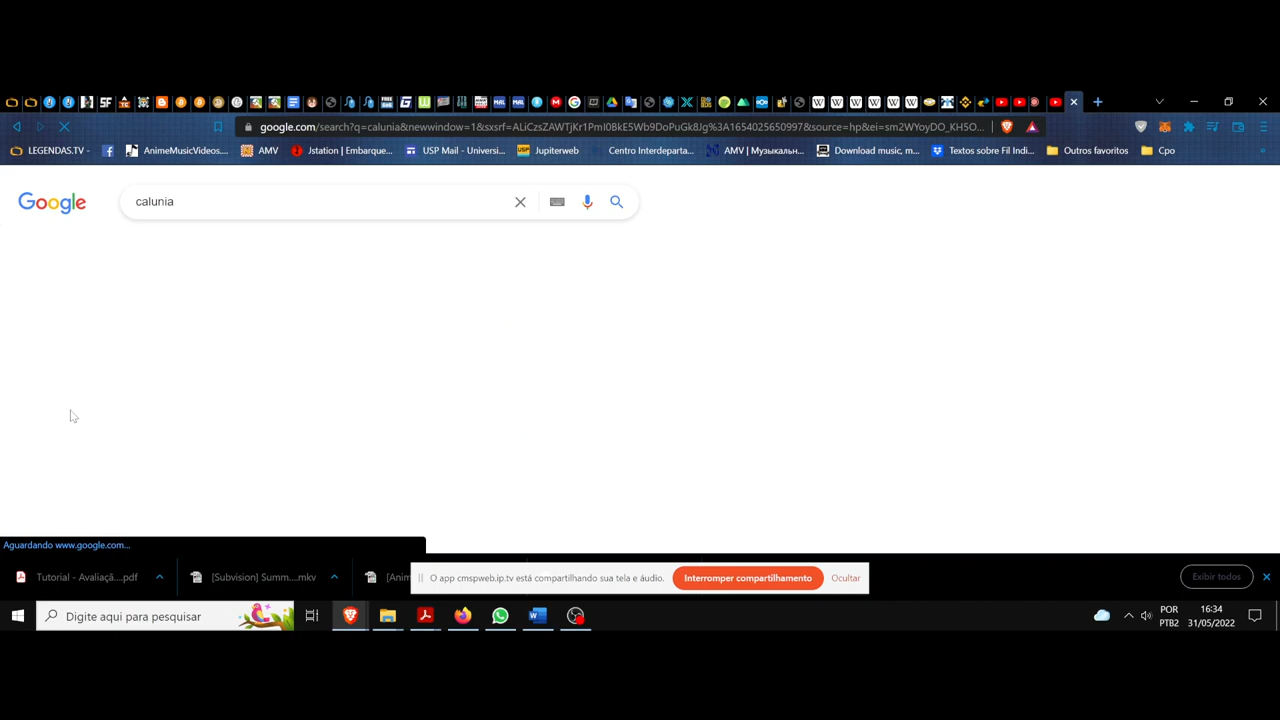 google.com/search?q=calunia&newwindow=1&sxsrf=ALiCzsZAWTjKr1PmI0BkE5Wb9DoPuGk8Jg%3A1654025650997&source=hp&ei=sm2WYoyDO_KH5O...
LEGENDAS.TV - AnimeMusicVideos... AMV Jstation | Embarque... USP Mail - Universi... Jupiterweb Centro Interdeparta... AMV | Музыкальн... Download music, m... Textos sobre Fil Indi... Outros favoritos Cpo
Google calunia
Aguardando www.google.com...
Tutorial - Avaliaçã....pdf [Subvision] Summ....mkv [Anim O app cmspweb.ip.tv está compartilhando sua tela e áudio. Interromper compartilhamento Ocultar Exibir todos
Digite aqui para pesquisar POR 16:34
PTB2 31/05/2022